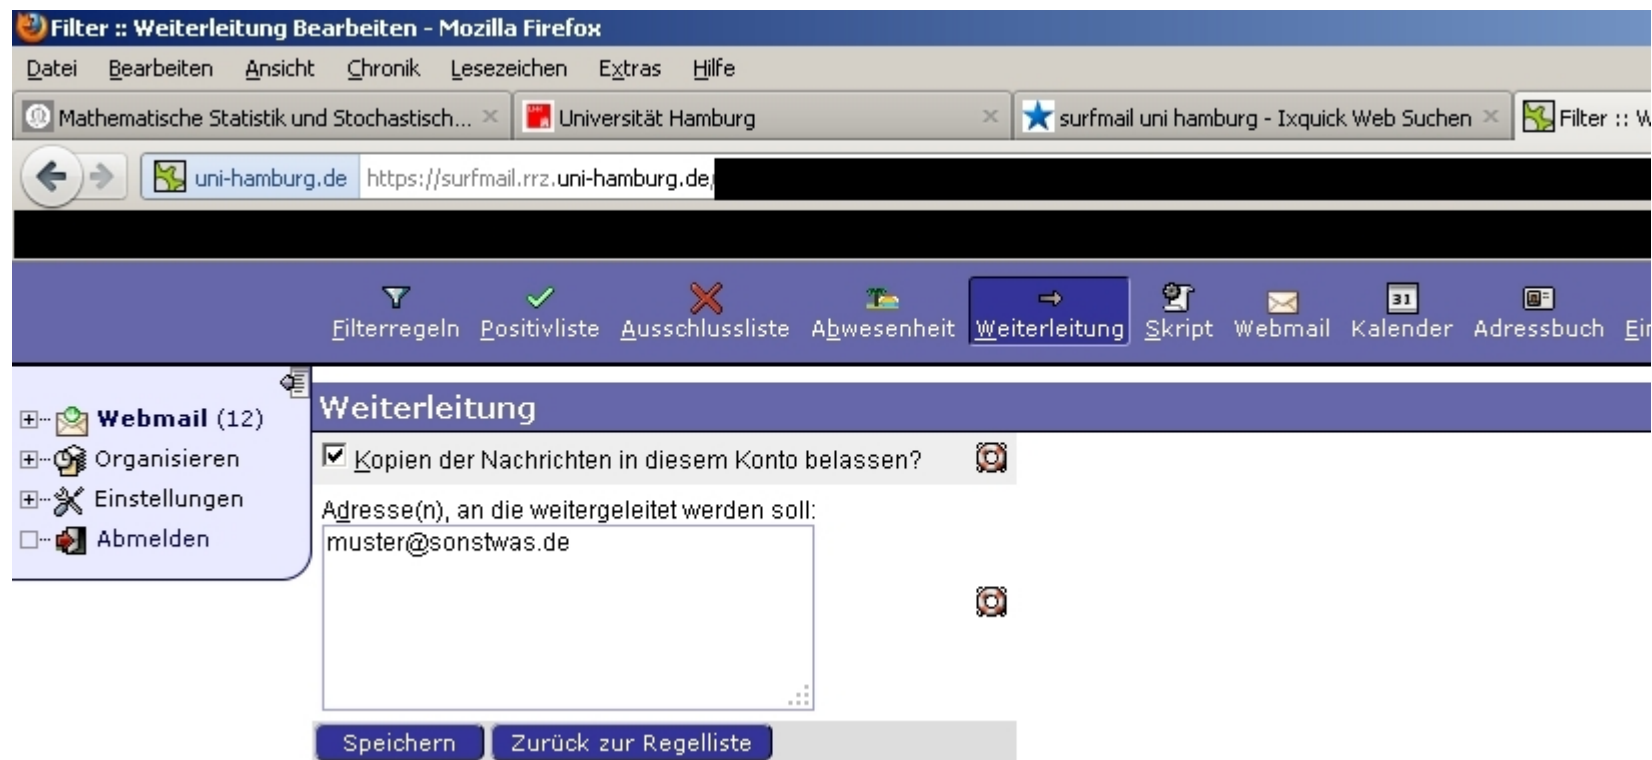 Filter :: Weiterleitung Bearbeiten - Mozilla Firefox
Datei Bearbeiten Ansicht Chronik Lesezeichen Extras Hilfe
Mathematische Statistik und Stochastisch... Universität Hamburg surfmail uni hamburg - Ixquick Web Suchen Filter :: W
uni-hamburg.de https://surfmail.rrz.uni-hamburg.de/
31
Filterregeln Positivliste Ausschlussliste Abwesenheit Weiterleitung Skript Webmail Kalender Adressbuch Ein
Webmail (12)
Organisieren
Einstellungen
Abmelden
Weiterleitung
Kopien der Nachrichten in diesem Konto belassen?
Adresse(n), an die weitergeleitet werden soll:
muster@sonstwas.de
Speichern Zurück zur Regelliste